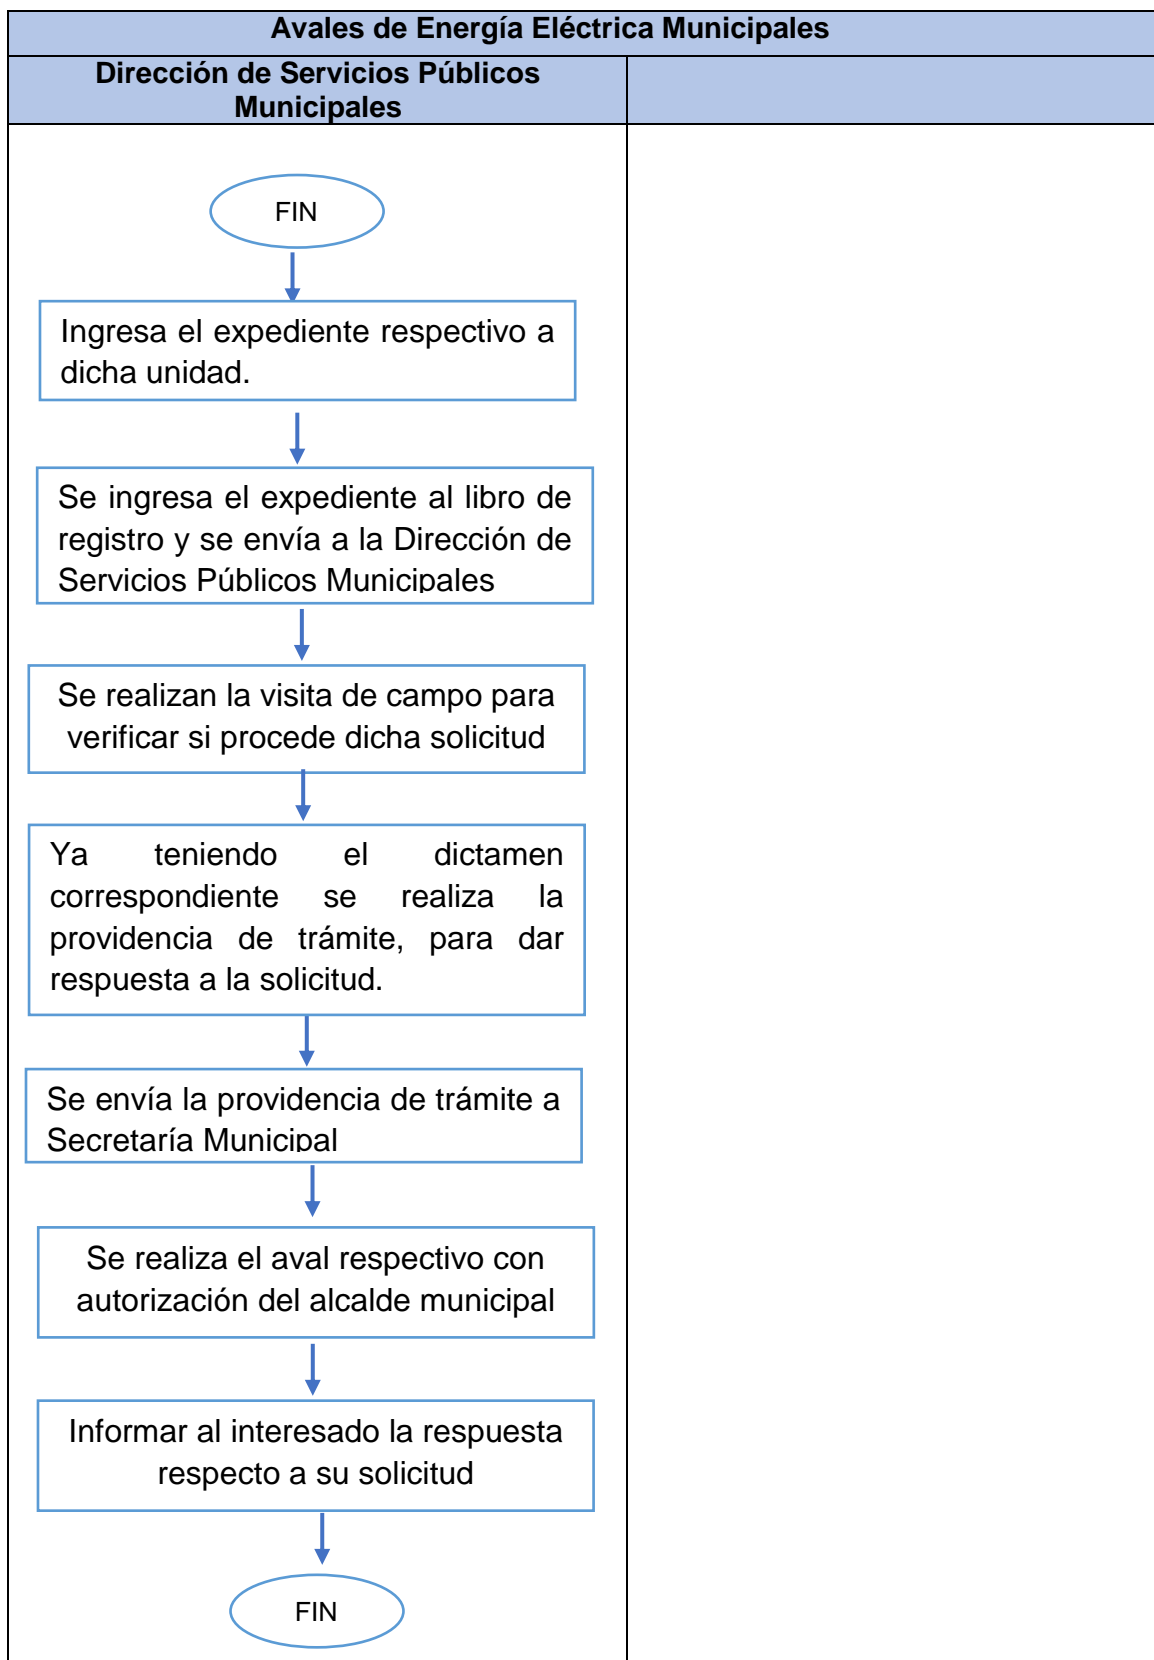 Avales de Energía Eléctrica Municipales
Dirección de Servicios Públicos
Municipales
FIN
Ingresa el expediente respectivo a
dicha unidad.
Se ingresa el expediente al libro de
registro y se envía a la Dirección de
Servicios Públicos Municipales
Se realizan la visita de campo para
verificar si procede dicha solicitud
Ya teniendo el dictamen
correspondiente se realiza la
providencia de trámite, para dar
respuesta a la solicitud.
Se envía la providencia de trámite a
Secretaría Municipal
Se realiza el aval respectivo con
autorización del alcalde municipal
Informar al interesado la respuesta
respecto a su solicitud
FIN